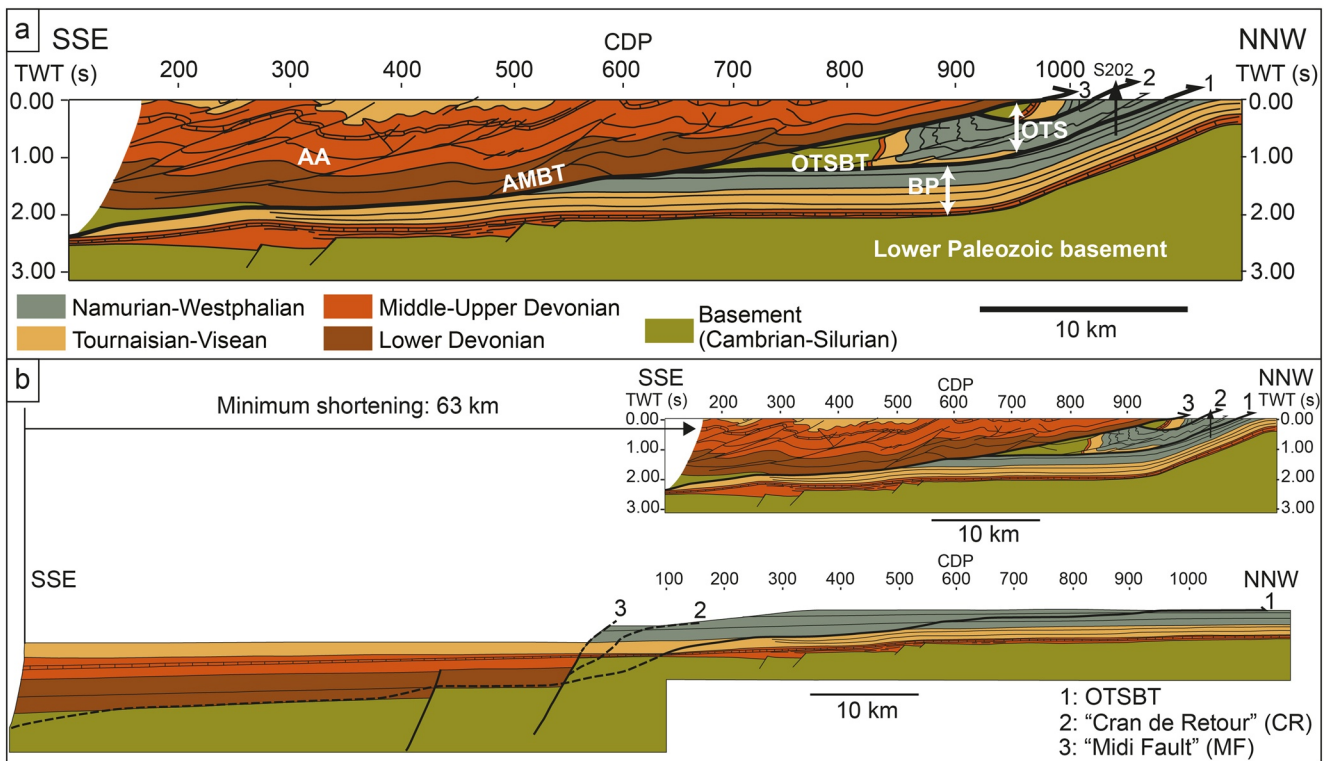 a
SSE
CDP
NNW
TWT (s)
200 300 400 500 600 700 800 900 1000
S202
TWT (s)
3 2 1
0.00 0.00
1.00 1.00
2.00 2.00
3.00 3.00
AA
AMBT
OTSBT
OTS
BP
Lower Paleozoic basement
Namurian-Westphalian
Middle-Upper Devonian
Basement
(Cambrian-Silurian)
Tournaisian-Visean
Lower Devonian
10 km
b
SSE
CDP
NNW
Minimum shortening: 63 km
TWT (s)
200 300 400 500 600 700 800 900
TWT (s)
3 2 1
0.00 0.00
1.00 1.00
2.00 2.00
3.00 3.00
10 km
SSE
CDP
NNW
100 200 300 400 500 600 700 800 900 1000
3 2 1
10 km
1: OTSBT
2: “Cran de Retour” (CR)
3: “Midi Fault” (MF)